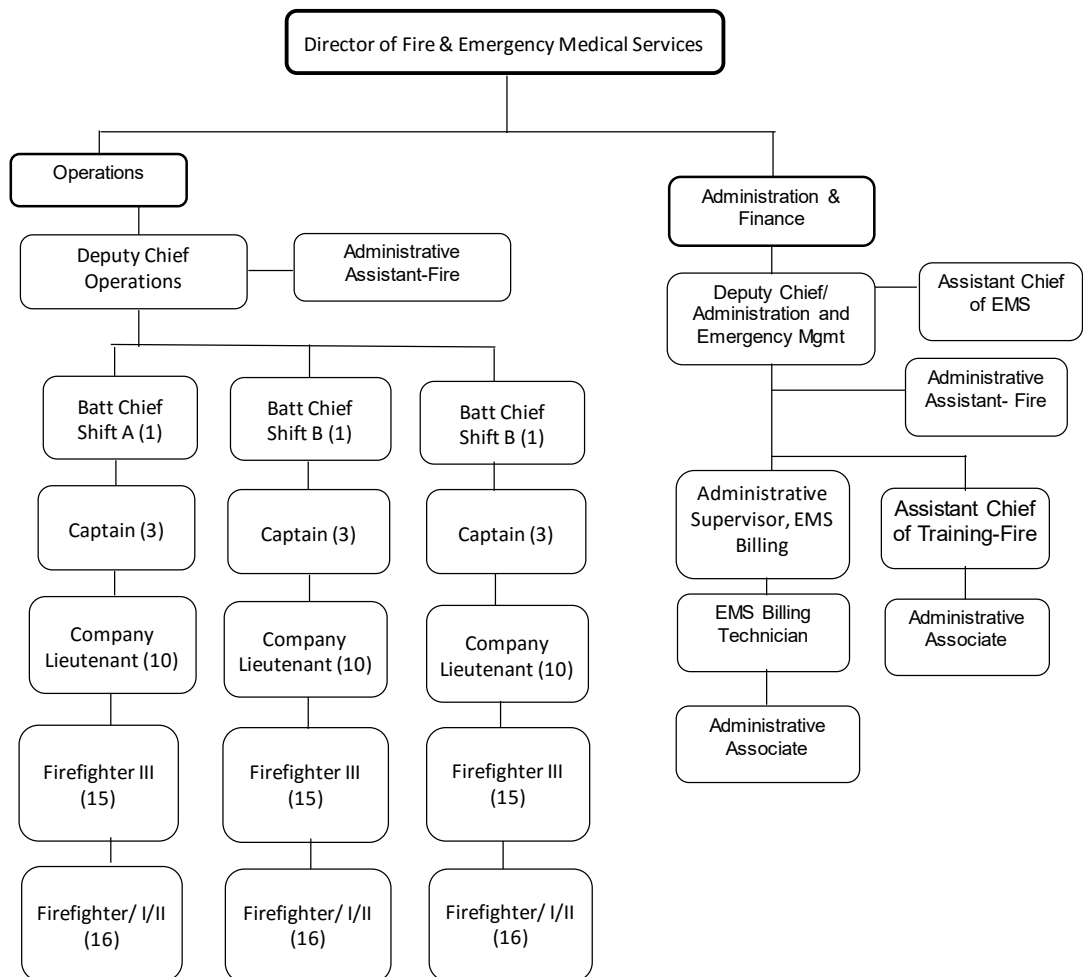 Director of Fire & Emergency Medical Services
Operations
Administration &
Finance
Deputy Chief
Operations
Administrative
Assistant-Fire
Deputy Chief/
Administration and
Emergency Mgmt
Assistant Chief
of EMS
Administrative
Assistant- Fire
Batt Chief
Shift A (1)
Batt Chief
Shift B (1)
Batt Chief
Shift B (1)
Captain (3)
Captain (3)
Captain (3)
Administrative
Supervisor, EMS
Billing
Assistant Chief
of Training-Fire
Company
Lieutenant (10)
Company
Lieutenant (10)
Company
Lieutenant (10)
EMS Billing
Technician
Administrative
Associate
Administrative
Associate
Firefighter III
(15)
Firefighter III
(15)
Firefighter III
(15)
Firefighter/ I/II
(16)
Firefighter/ I/II
(16)
Firefighter/ I/II
(16)